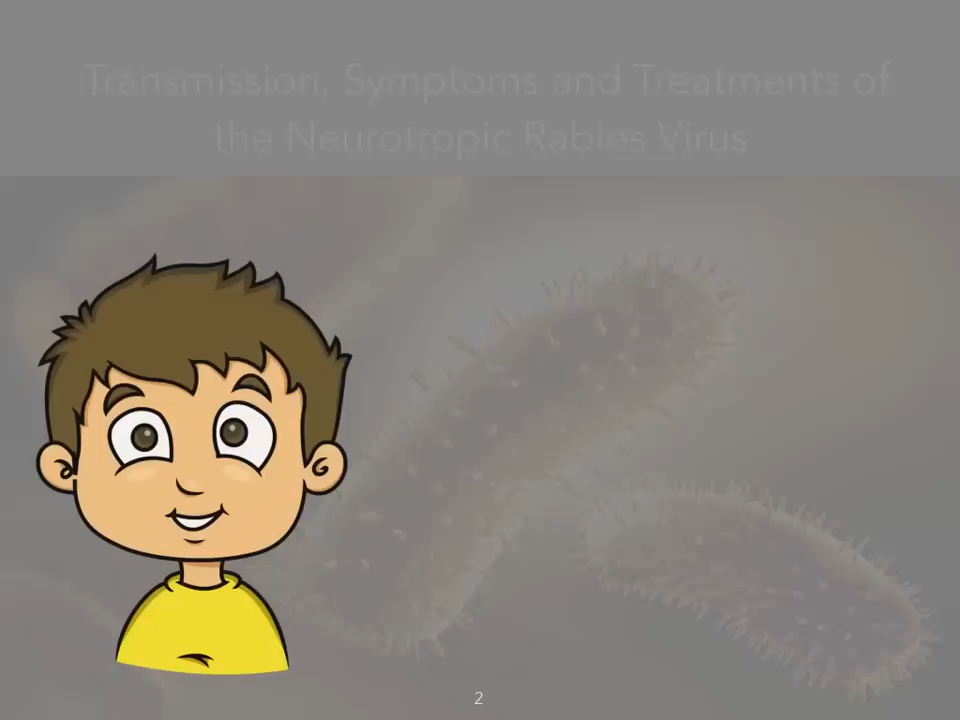 Transmission, Symptoms and Treatments of
the Neurotropic Rabies Virus
2